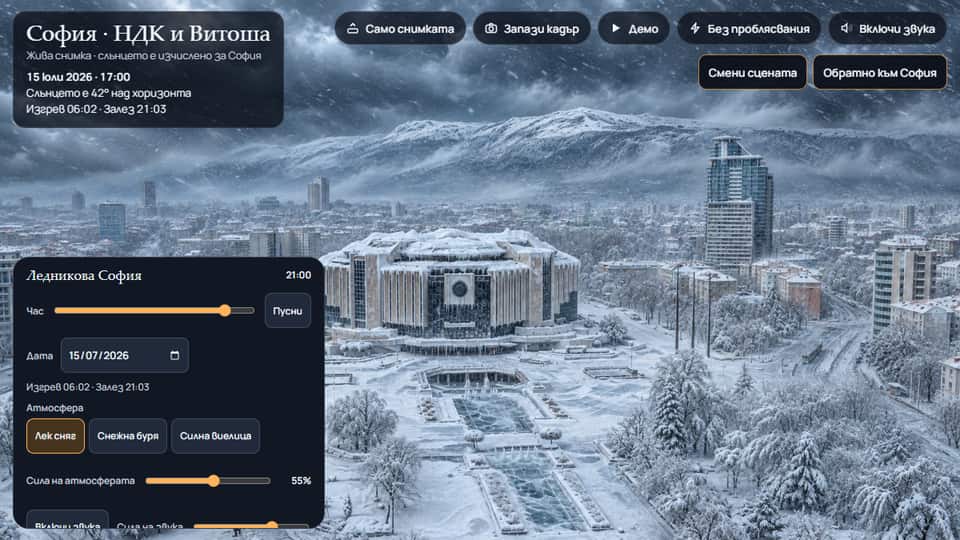 София · НДК и Витоша
Жива снимка · слънцето е изчислено за София
15 юли 2026 · 17:00
Слънцето е 42° над хоризонта
Изгрев 06:02 · Залез 21:03
Само снимката
Запази кадър
Демо
Без проблясвания
Включи звука
Смени сцената
Обратно към София
Ледникова София
21:00
Час
Пусни
Дата
15/07/2026
Изгрев 06:02 · Залез 21:03
Атмосфера
Лек сняг
Снежна буря
Силна виелица
Сила на атмосферата
55%
Включи звука
Сила на звука